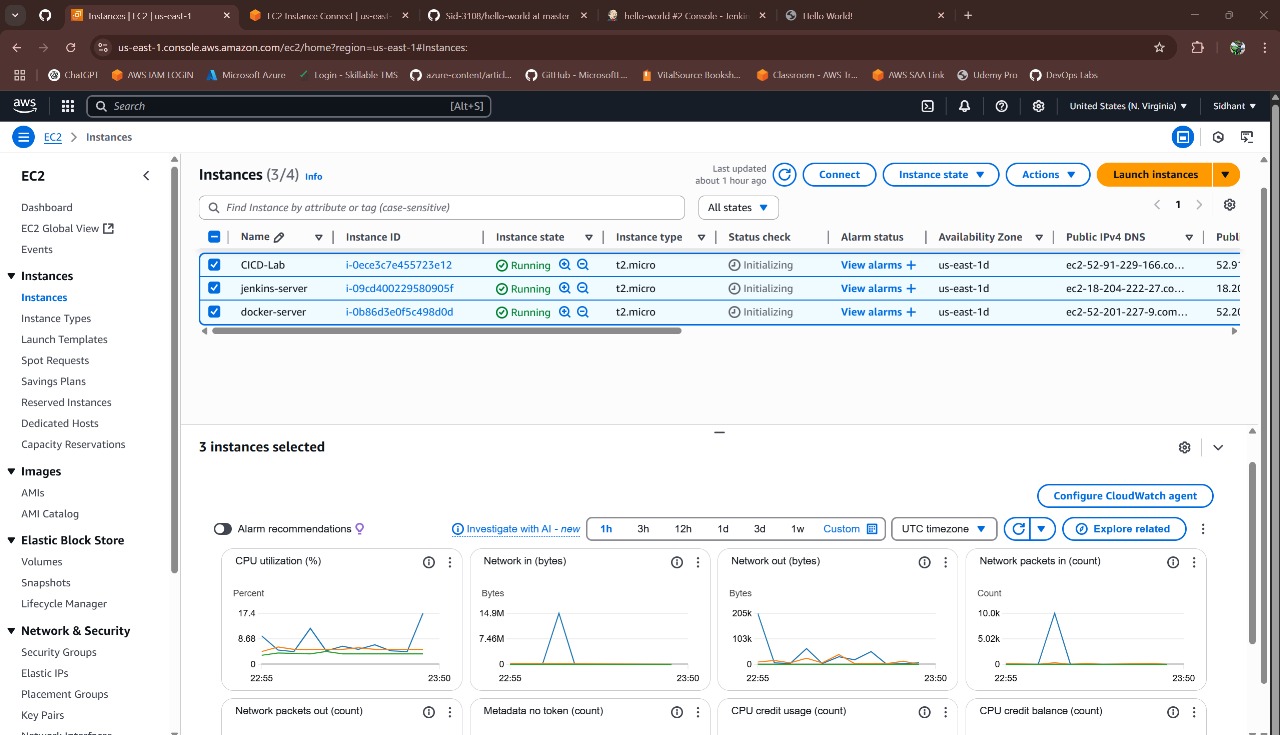 Instances | EC2 | us-east-1
EC2 Instance Connect | us-east-
Sid-3108/hello-world at master
hello-world #2 Console - Jenki
Hello World!
us-east-1.console.aws.amazon.com/ec2/home?region=us-east-1#Instances:
ChatGPT
AWS IAM LOGIN
Microsoft Azure
Login - Skillable TMS
azure-content/articl...
GitHub - MicrosoftL...
VitalSource Booksh...
Classroom - AWS Tr...
AWS SAA Link
Udemy Pro
DevOps Labs
aws
Search
[Alt+S]
United States (N. Virginia)
Sidhant
EC2
Instances
EC2
Dashboard
EC2 Global View
Events
Instances
Instances
Instance Types
Launch Templates
Spot Requests
Savings Plans
Reserved Instances
Dedicated Hosts
Capacity Reservations
Images
AMIs
AMI Catalog
Elastic Block Store
Volumes
Snapshots
Lifecycle Manager
Network & Security
Security Groups
Elastic IPs
Placement Groups
Key Pairs
Network Interfaces
Instances (3/4) Info
Last updated
about 1 hour ago
Connect
Instance state
Actions
Launch instances
Find Instance by attribute or tag (case-sensitive)
All states
1
Name Instance ID Instance state Instance type Status check Alarm status Availability Zone Public IPv4 DNS Publ
CICD-Lab i-0ece3c7e455723e12 Running t2.micro Initializing View alarms + us-east-1d ec2-52-91-229-166.co... 52.91
jenkins-server i-09cd400229580905f Running t2.micro Initializing View alarms + us-east-1d ec2-18-204-222-27.co... 18.20
docker-server i-0b86d3e0f5c498d0d Running t2.micro Initializing View alarms + us-east-1d ec2-52-201-227-9.com... 52.20
3 instances selected
Configure CloudWatch agent
Alarm recommendations
Investigate with AI - new
1h 3h 12h 1d 3d 1w Custom
UTC timezone
Explore related
CPU utilization (%)
Percent
17.4
8.68
0
22:55 23:50
Network in (bytes)
Bytes
14.9M
7.46M
0
22:55 23:50
Network out (bytes)
Bytes
205k
103k
0
22:55 23:50
Network packets in (count)
Count
10.0k
5.02k
0
22:55 23:50
Network packets out (count)
Metadata no token (count)
CPU credit usage (count)
CPU credit balance (count)